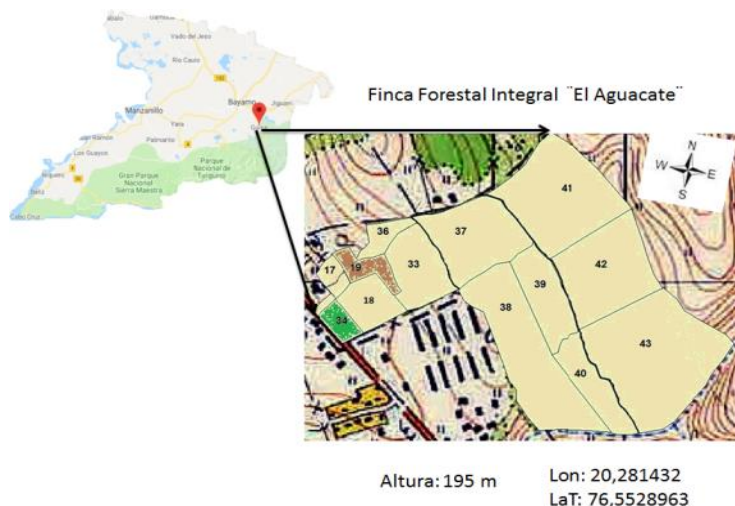 Vado del Jeso
Río Cauto
Manzanillo
Bayamo
Yara
Palmarito
Los Guayos
Parque
Nacional de
Turquino
Gran Parque
Nacional
Sierra Maestra
Cabo Cruz
Finca Forestal Integral ¨El Aguacate¨
N
W E
S
41
36
37
17
19
33
42
39
18
38
34
43
40
Altura: 195 m
Lon: 20,281432
LaT: 76,5528963